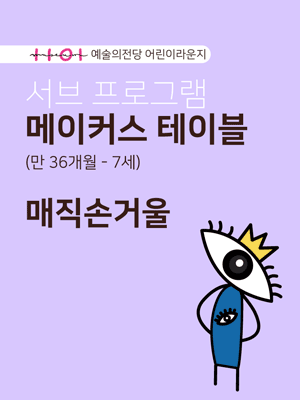 1101 예술의전당 어린이라운지
서브 프로그램
메이커스 테이블
(만 36개월 - 7세)
매직손거울